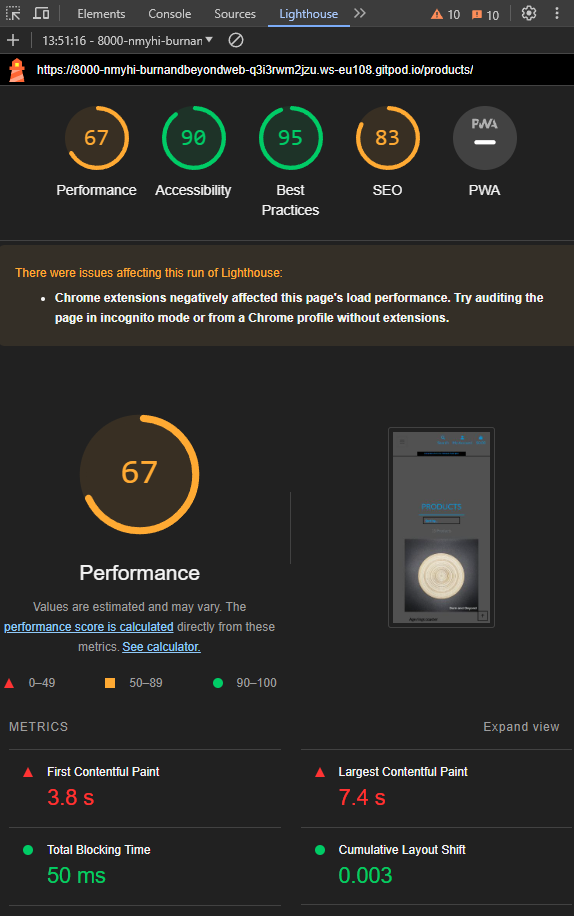 Elements Console Sources Lighthouse 10 10
13:51:16 - 8000-nmyhi-burnan
https://8000-nmyhi-burnandbeyondweb-q3i3rwm2jzu.ws-eu108.gitpod.io/products/
67 90 95 83 PWA
Performance Accessibility Best Practices SEO PWA
There were issues affecting this run of Lighthouse:
• Chrome extensions negatively affected this page's load performance. Try auditing the
page in incognito mode or from a Chrome profile without extensions.
67
PRODUCTS
Performance
Values are estimated and may vary. The
performance score is calculated directly from these
metrics. See calculator.
0–49 50–89 90–100
METRICS Expand view
First Contentful Paint
3.8 s
Largest Contentful Paint
7.4 s
Total Blocking Time
50 ms
Cumulative Layout Shift
0.003